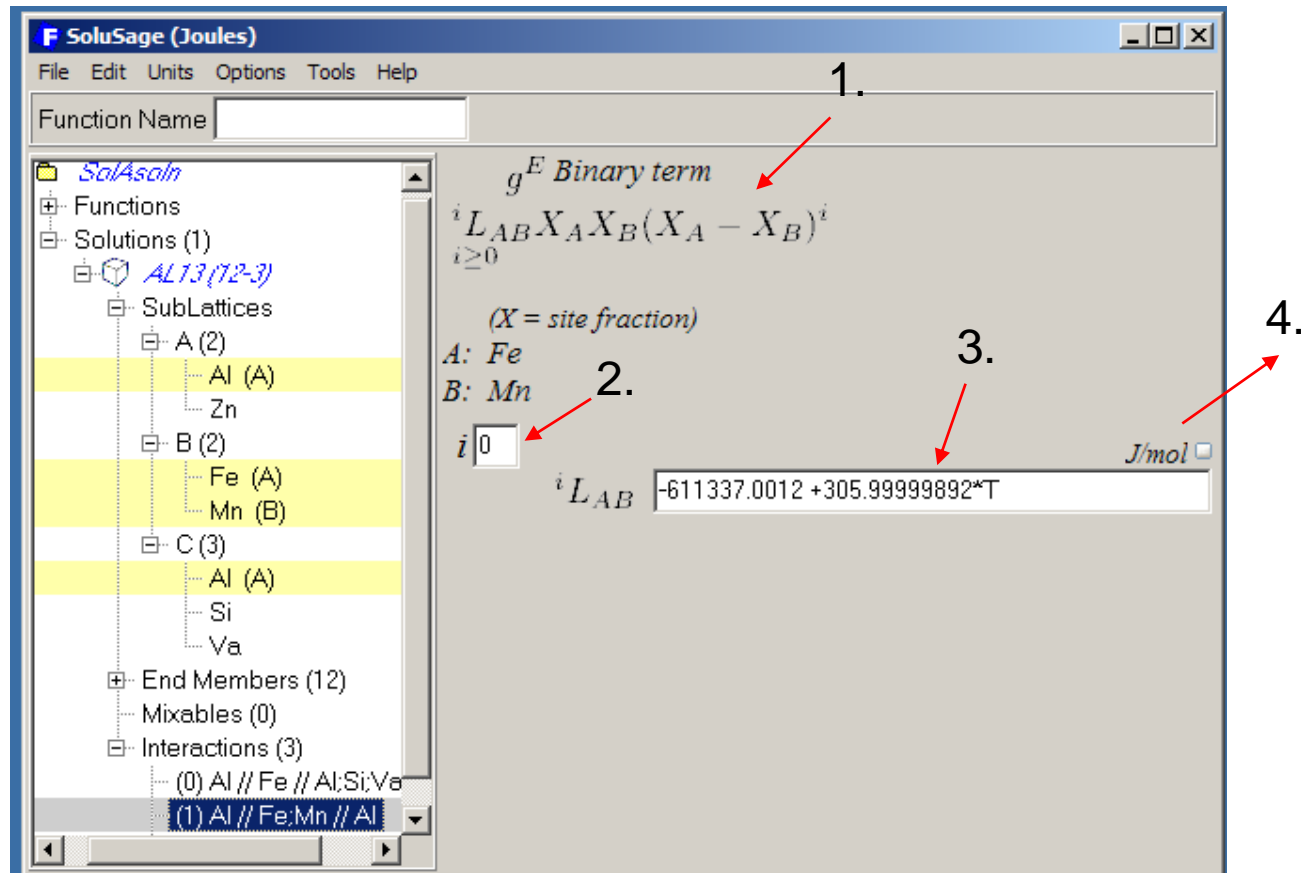 SoluSage (Joules)
File Edit Units Options Tools Help
1.
Function Name
SolAsoln
Functions
Solutions (1)
AL13(12-3)
SubLattices
A (2)
Al (A)
Zn
B (2)
Fe (A)
Mn (B)
C (3)
Al (A)
Si
Va
End Members (12)
Mixables (0)
Interactions (3)
(0) Al // Fe // Al;Si;Va
(1) Al // Fe;Mn // Al
g^E Binary term
^i L_AB X_A X_B (X_A − X_B)^i
i≥0
(X = site fraction)
A: Fe
B: Mn
2.
3.
4.
i 0
J/mol
^i L_AB -611337.0012 +305.99999892*T